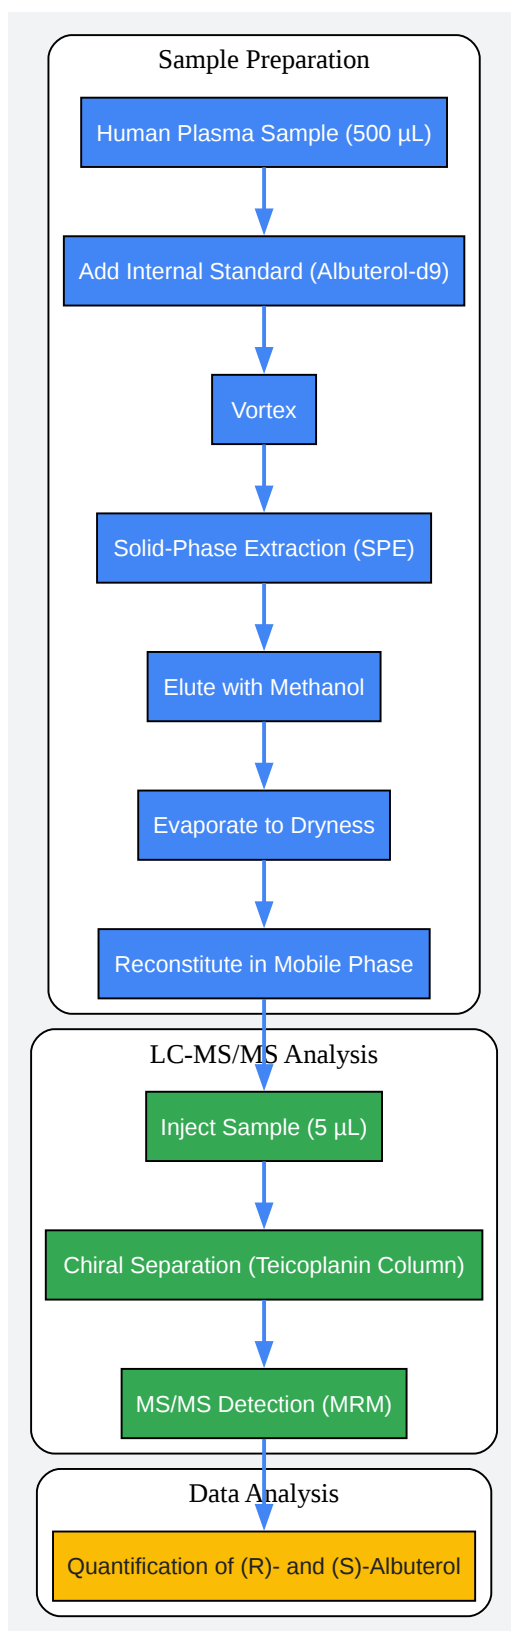 Sample Preparation
Human Plasma Sample (500 µL)
Add Internal Standard (Albuterol-d9)
Vortex
Solid-Phase Extraction (SPE)
Elute with Methanol
Evaporate to Dryness
Reconstitute in Mobile Phase
LC-MS/MS Analysis
Inject Sample (5 µL)
Chiral Separation (Teicoplanin Column)
MS/MS Detection (MRM)
Data Analysis
Quantification of (R)- and (S)-Albuterol